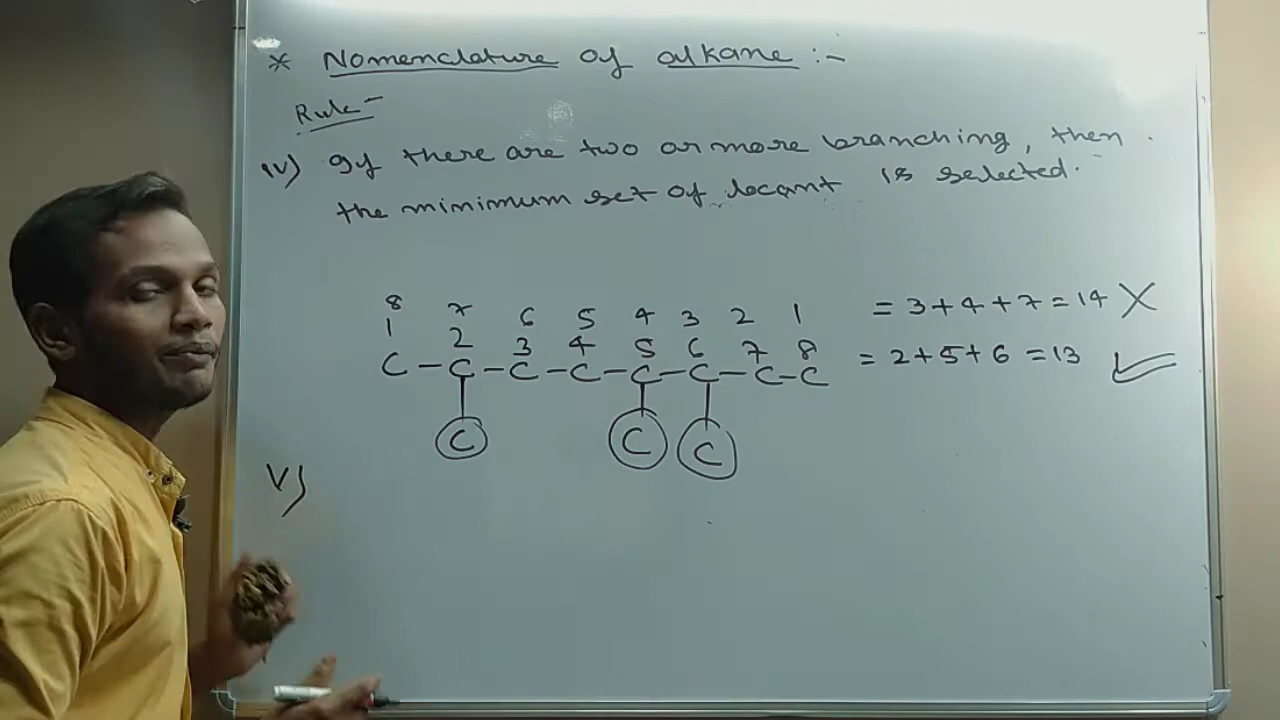 * Nomenclature of alkane :-
Rule -
iv) If there are two or more branching, then
the minimum set of locant is selected.
8 7 6 5 4 3 2 1 = 3+4+7=14 X
1 2 3 4 5 6 7 8 = 2+5+6=13 ✓
C-C-C-C-C-C-C-C
C C C
v)